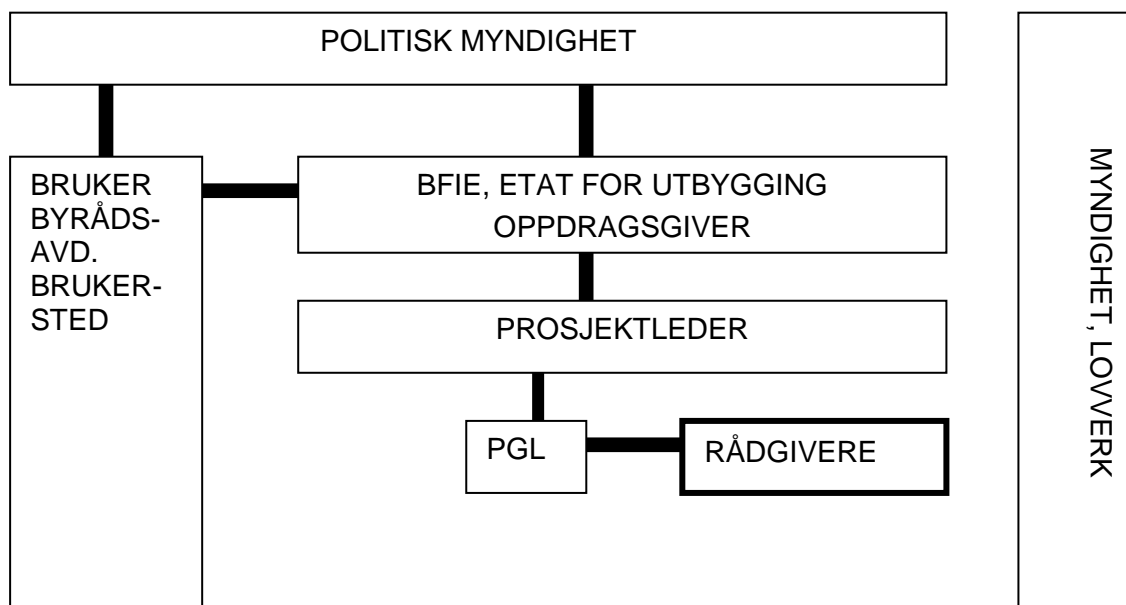 POLITISK MYNDIGHET
BRUKER
BYRÅDS-
AVD.
BRUKER-
STED
BFIE, ETAT FOR UTBYGGING
OPPDRAGSGIVER
PROSJEKTLEDER
PGL
RÅDGIVERE
MYNDIGHET, LOVVERK